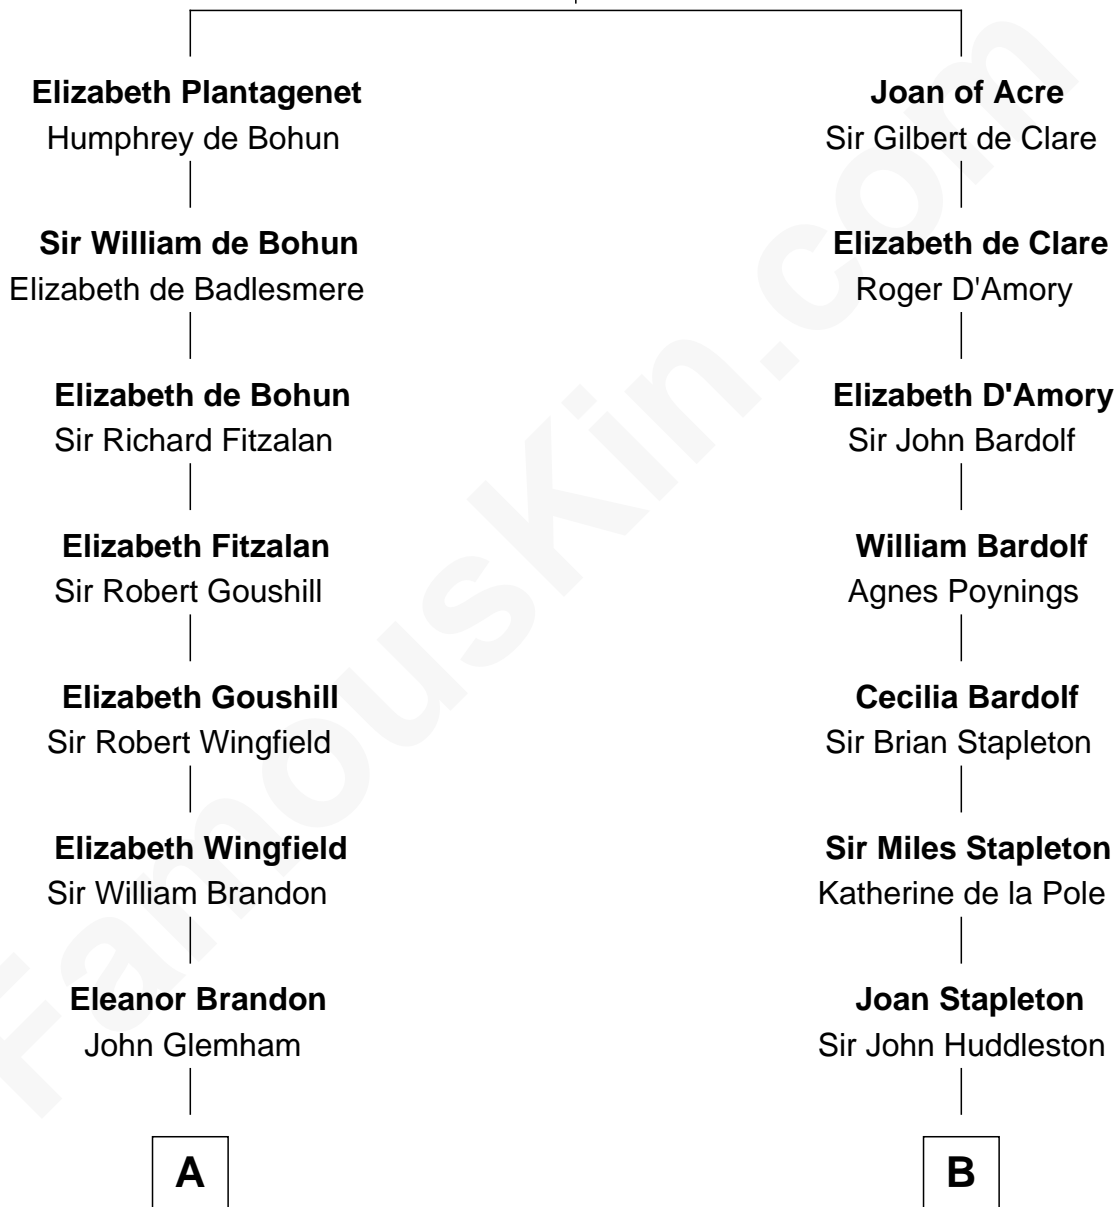 Elizabeth Plantagenet
Humphrey de Bohun
Sir William de Bohun
Elizabeth de Badlesmere
Elizabeth de Bohun
Sir Richard Fitzalan
Elizabeth Fitzalan
Sir Robert Goushill
Elizabeth Goushill
Sir Robert Wingfield
Elizabeth Wingfield
Sir William Brandon
Eleanor Brandon
John Glemham
A
Joan of Acre
Sir Gilbert de Clare
Elizabeth de Clare
Roger D'Amory
Elizabeth D'Amory
Sir John Bardolf
William Bardolf
Agnes Poynings
Cecilia Bardolf
Sir Brian Stapleton
Sir Miles Stapleton
Katherine de la Pole
Joan Stapleton
Sir John Huddleston
B
FamousKin.com